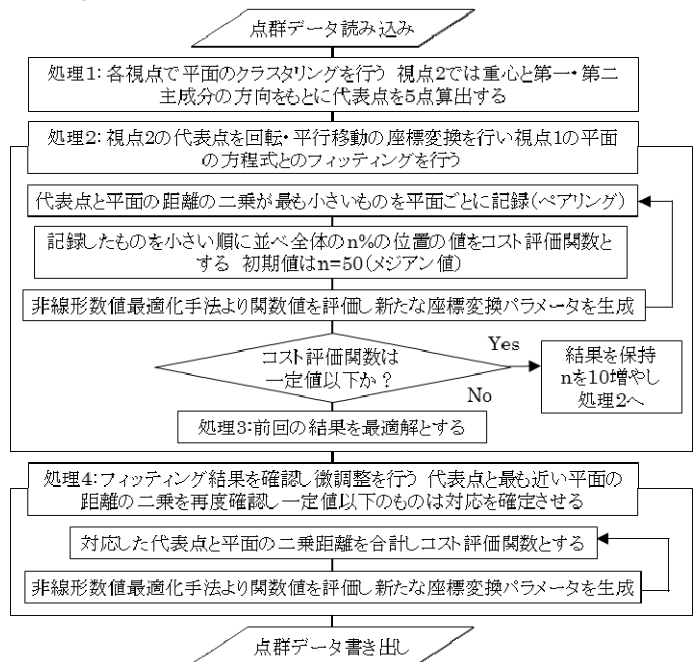 点群データ読み込み
処理1:各視点で平面のクラスタリングを行う 視点2では重心と第一・第二
主成分の方向をもとに代表点を5点算出する
処理2:視点2の代表点を回転・平行移動の座標変換を行い視点1の平面
の方程式とのフィッティングを行う
代表点と平面の距離の二乗が最も小さいものを平面ごとに記録(ペアリング)
記録したものを小さい順に並べ全体のn%の位置の値をコスト評価関数と
する 初期値はn=50(メジアン値)
非線形数値最適化手法より関数値を評価し新たな座標変換パラメータを生成
コスト評価関数は
一定値以下か?
Yes
No
結果を保持
nを10増やし
処理2へ
処理3:前回の結果を最適解とする
処理4:フィッティング結果を確認し微調整を行う 代表点と最も近い平面の
距離の二乗を再度確認し一定値以下のものは対応を確定させる
対応した代表点と平面の二乗距離を合計しコスト評価関数とする
非線形数値最適化手法より関数値を評価し新たな座標変換パラメータを生成
点群データ書き出し